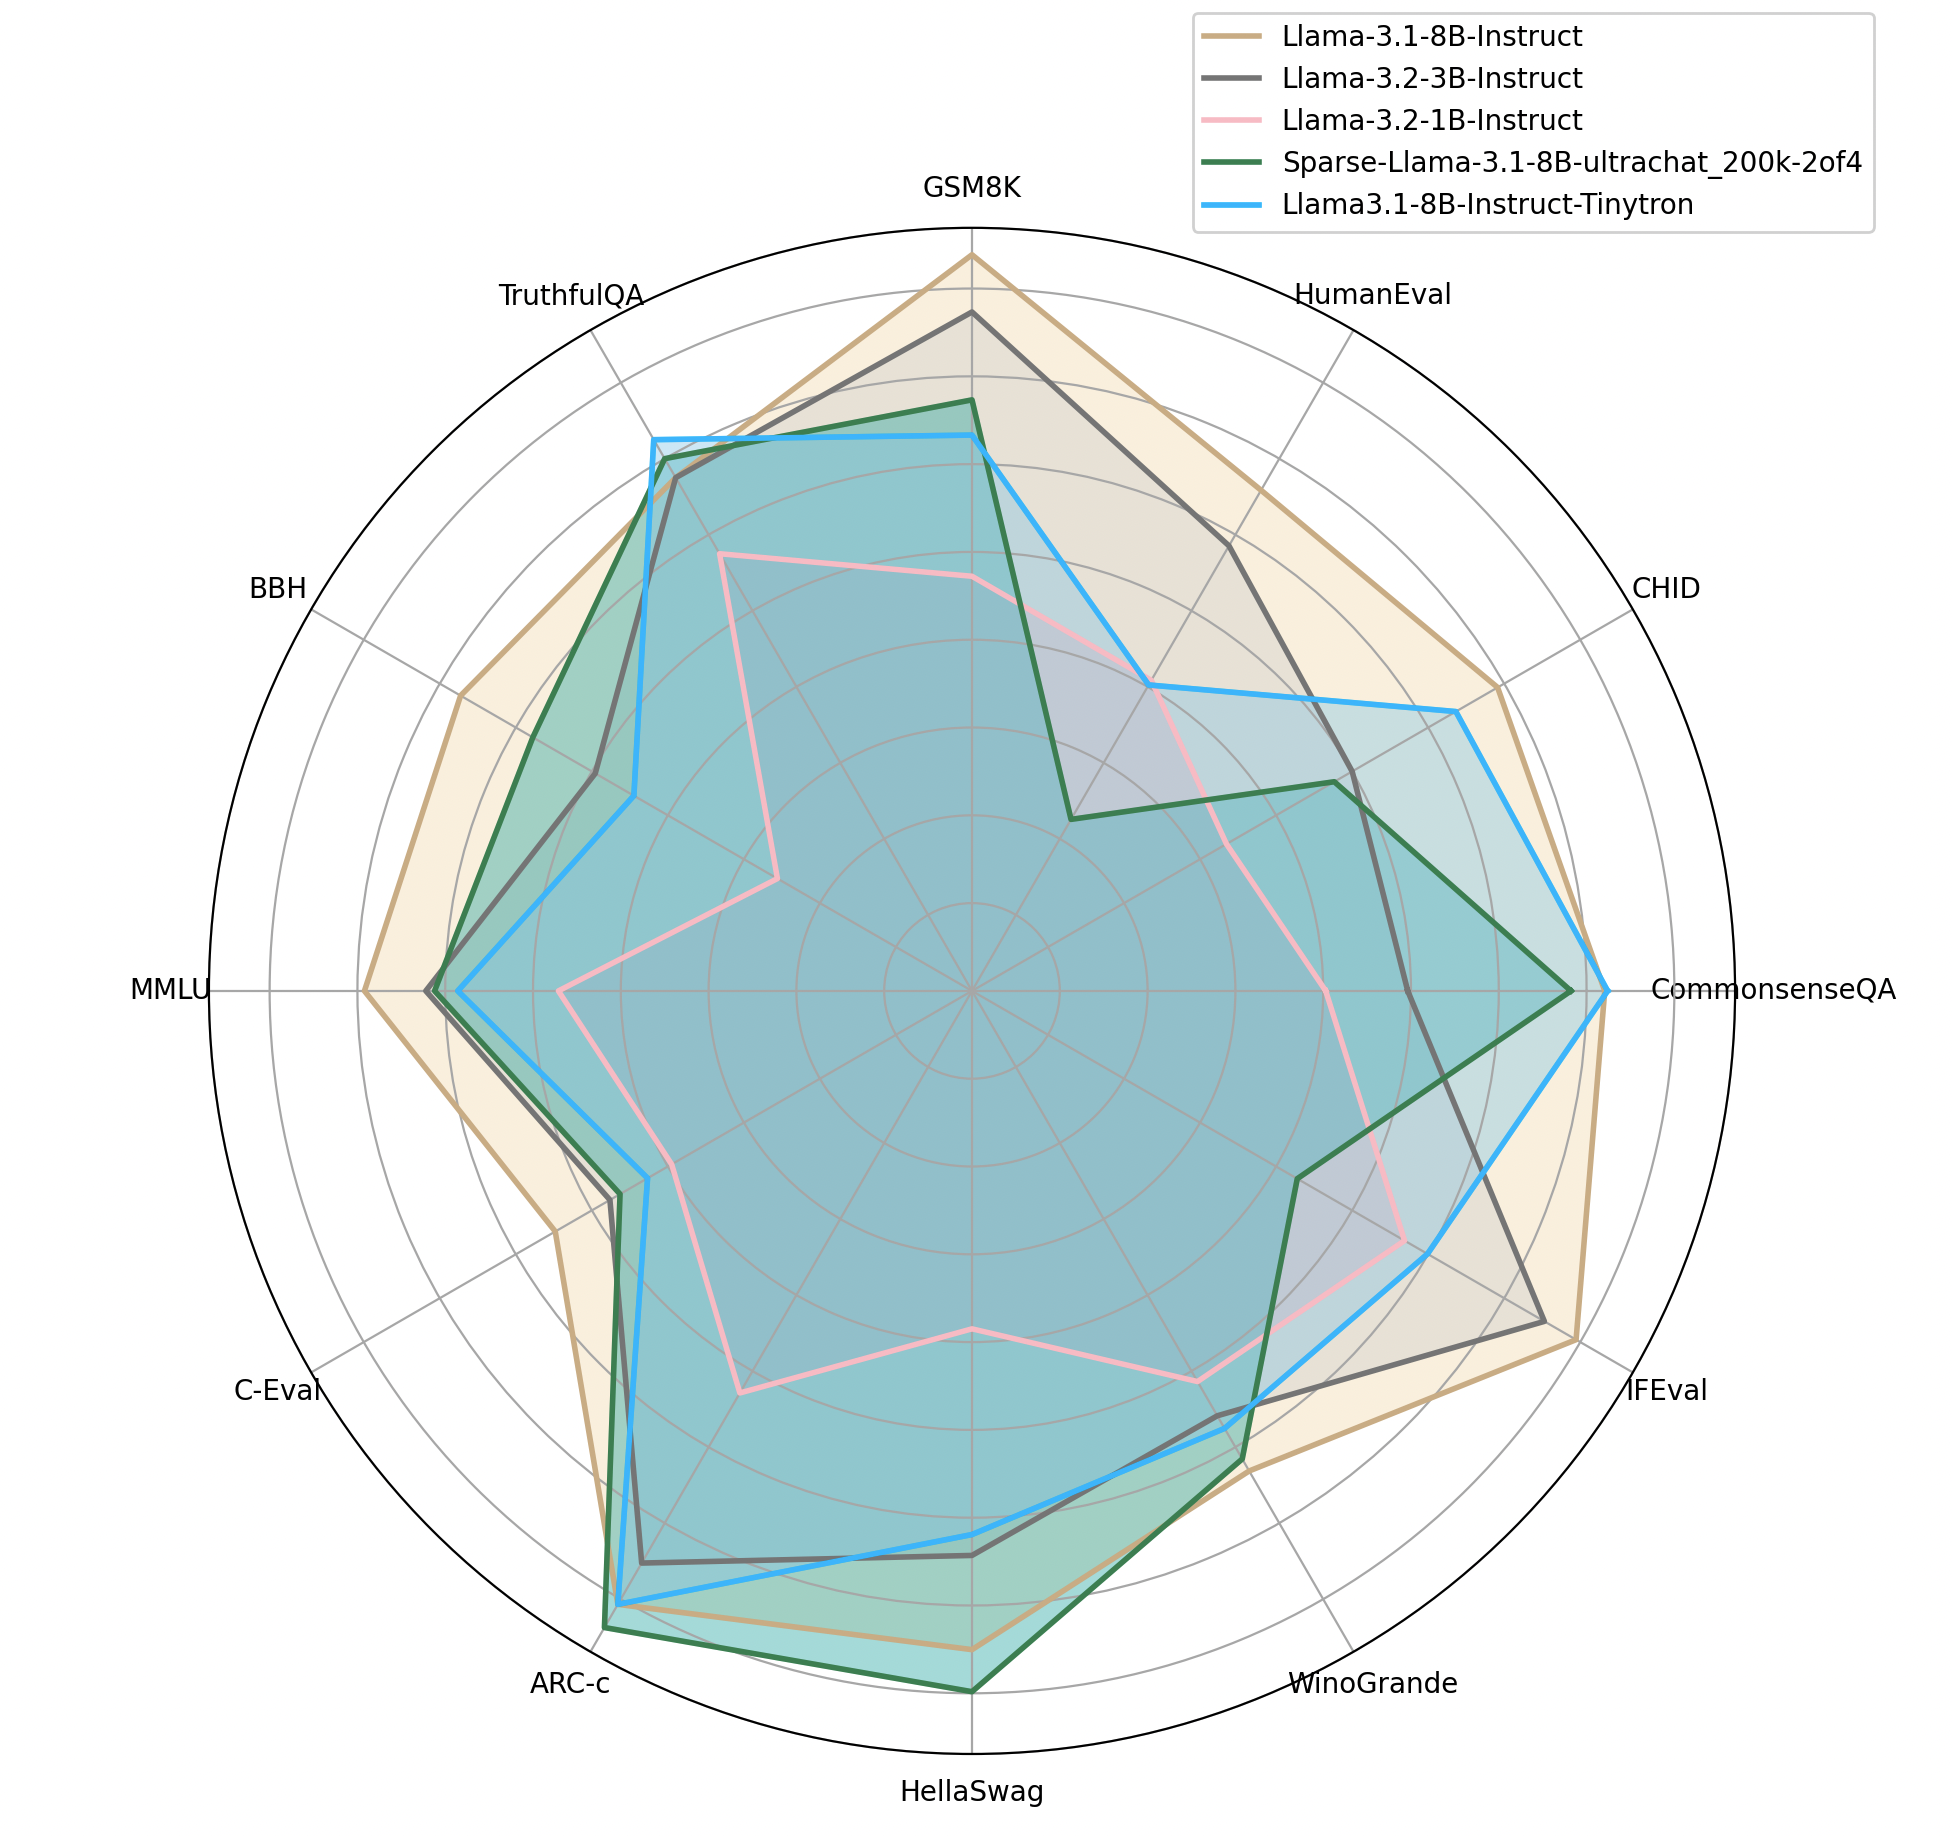 Llama-3.1-8B-Instruct
Llama-3.2-3B-Instruct
Llama-3.2-1B-Instruct
Sparse-Llama-3.1-8B-ultrachat_200k-2of4
Llama3.1-8B-Instruct-Tinytron
GSM8K
TruthfulQA
HumanEval
BBH
CHID
MMLU
CommonsenseQA
C-Eval
IFEval
ARC-c
WinoGrande
HellaSwag